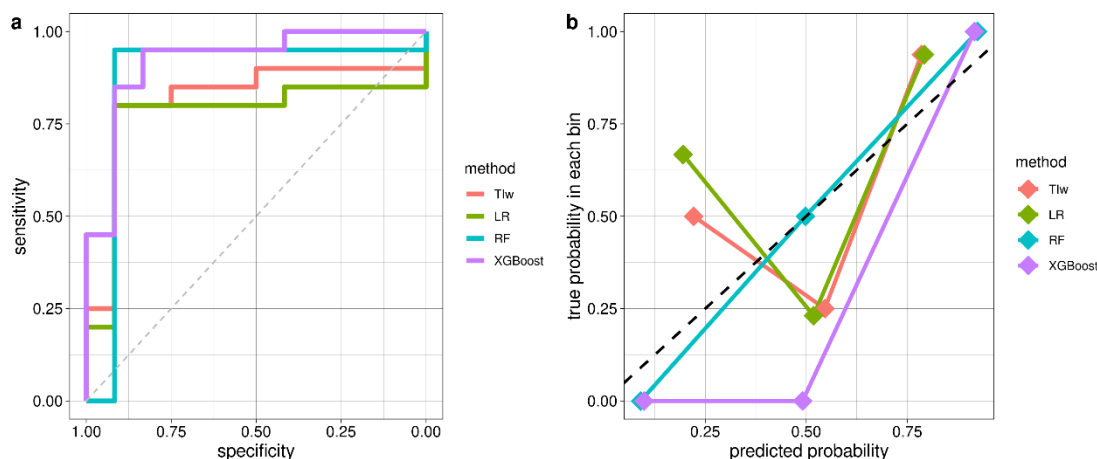 a
1.00
0.75
0.50
0.25
0.00
sensitivity
1.00 0.75 0.50 0.25 0.00
specificity
method
Tlw
LR
RF
XGBoost
b
1.00
0.75
0.50
0.25
0.00
true probability in each bin
0.25 0.50 0.75
predicted probability
method
Tlw
LR
RF
XGBoost